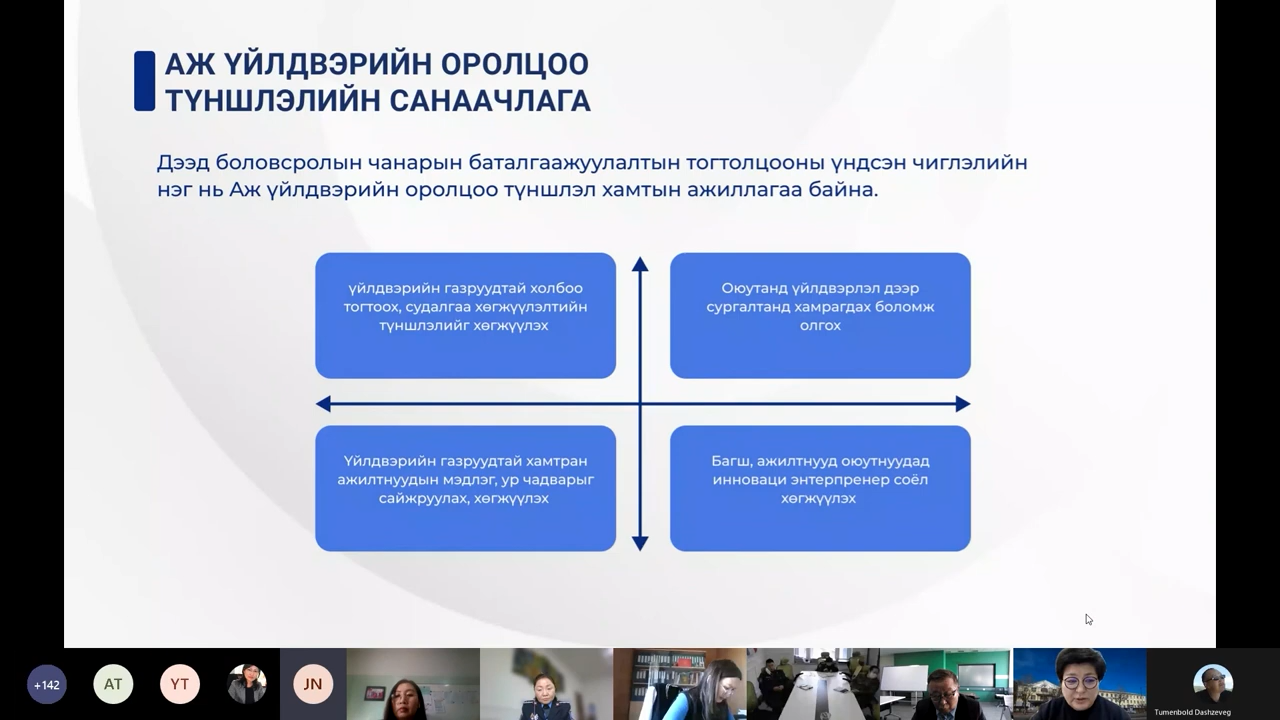 АЖ ҮЙЛДВЭРИЙН ОРОЛЦОО
ТҮНШЛЭЛИЙН САНААЧЛАГА
Дээд боловсролын чанарын баталгаажуулалтын тогтолцооны үндсэн чиглэлийн
нэг нь Аж үйлдвэрийн оролцоо түншлэл хамтын ажиллагаа байна.
үйлдвэрийн газруудтай холбоо
тогтоох, судалгаа хөгжүүлэлтийн
түншлэлийг хөгжүүлэх
Оюутанд үйлдвэрлэл дээр
сургалтанд хамрагдах боломж
олгох
Үйлдвэрийн газруудтай хамтран
ажилтнуудын мэдлэг, ур чадварыг
сайжруулах, хөгжүүлэх
Багш, ажилтнууд оюутнуудад
инноваци энтерпренер соёл
хөгжүүлэх
+142
AT
YT
JN
Tumenbold Dashzeveg